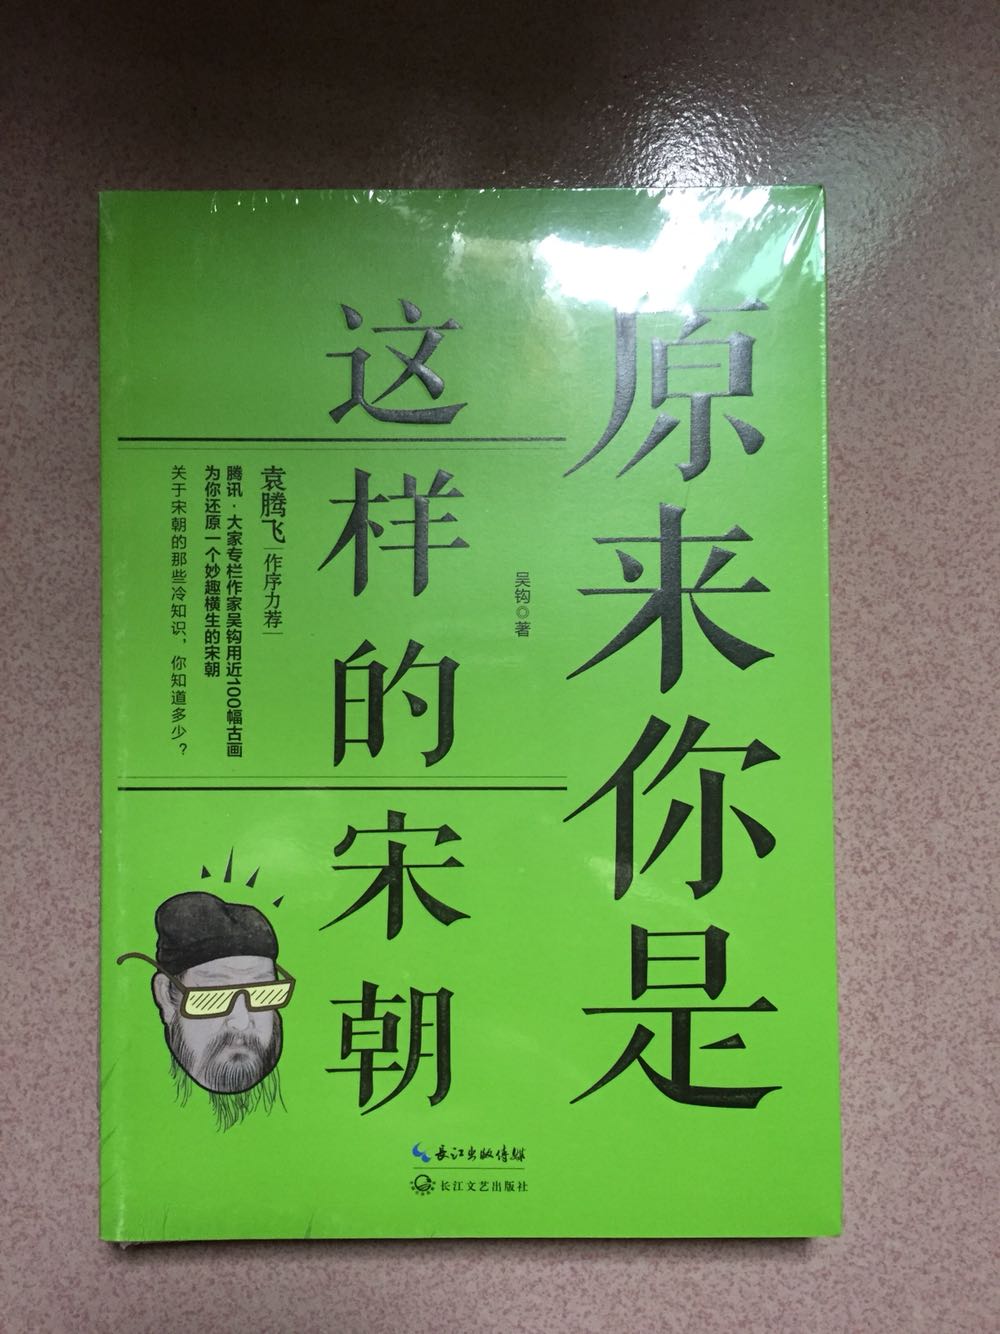 原来你是
吴钩◎著
这样的宋朝
袁腾飞 作序力荐
腾讯·大家专栏作家吴钩用近100幅古画
为你还原一个妙趣横生的宋朝
关于宋朝的那些冷知识，你知道多少？
长江出版传媒
长江文艺出版社